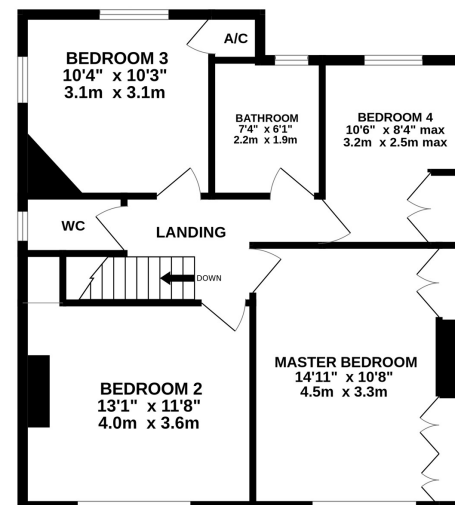 A/C
BEDROOM 3
10'4" x 10'3"
3.1m x 3.1m
BATHROOM
7'4" x 6'1"
2.2m x 1.9m
BEDROOM 4
10'6" x 8'4" max
3.2m x 2.5m max
WC
LANDING
DOWN
MASTER BEDROOM
14'11" x 10'8"
4.5m x 3.3m
BEDROOM 2
13'1" x 11'8"
4.0m x 3.6m